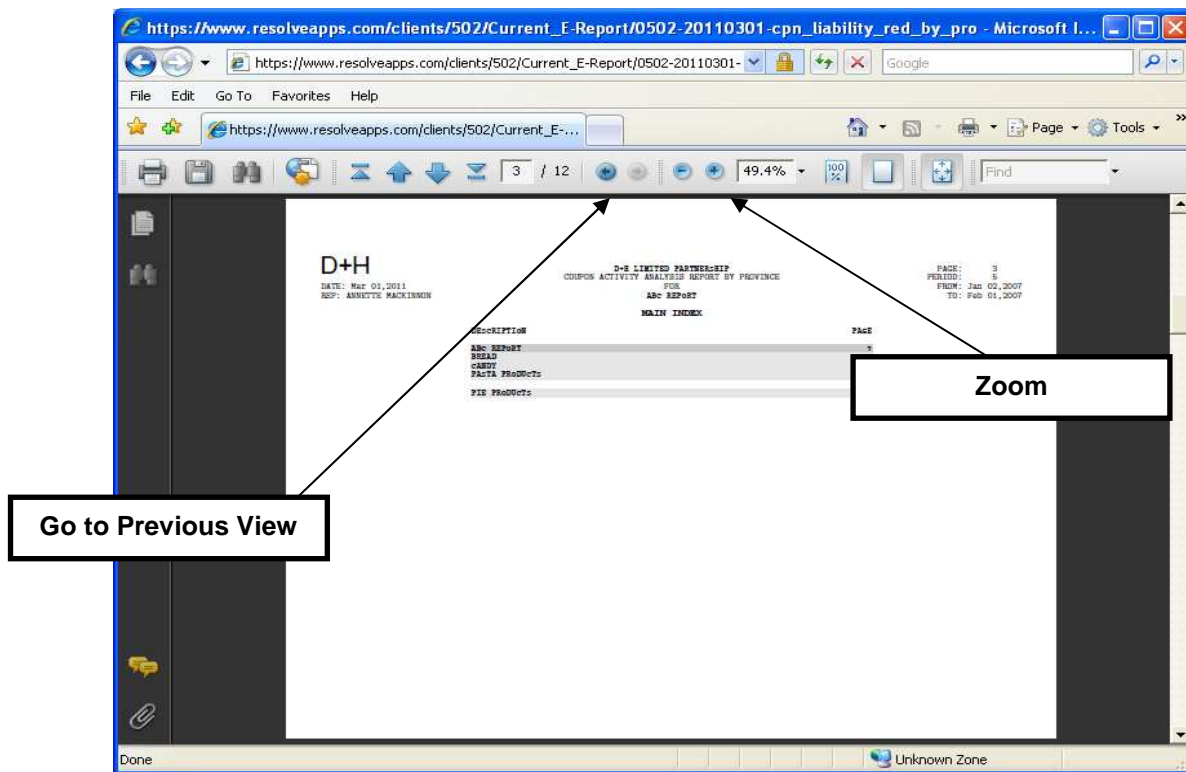 https://www.resolveapps.com/clients/502/Current_E-Report/0502-20110301-cpn_liability_red_by_pro - Microsoft I...
https://www.resolveapps.com/clients/502/Current_E-Report/0502-20110301-
Google
File Edit Go To Favorites Help
https://www.resolveapps.com/clients/502/Current_E-...
Page Tools »
3 / 12 49.4% 100% Find
D+H
DATE: Mar 01,2011
REP: ANNETTE MACKINNON
D+H LIMITED PARTNERsHIP
COUPON ACTIVITY ANALYSIS REPORT BY PROVINCE
FOR
ABc REPoRT
MAIN INDEX
PAGE: 3
PERIOD: 5
FROM: Jan 02,2007
TO: Feb 01,2007
DEscRIPTIoN PAGE
ABc REPoRT
BREAD
cANDY
PAsTA PRoDUcTs
PIE PRoDUcTs
Zoom
Go to Previous View
Done
Unknown Zone